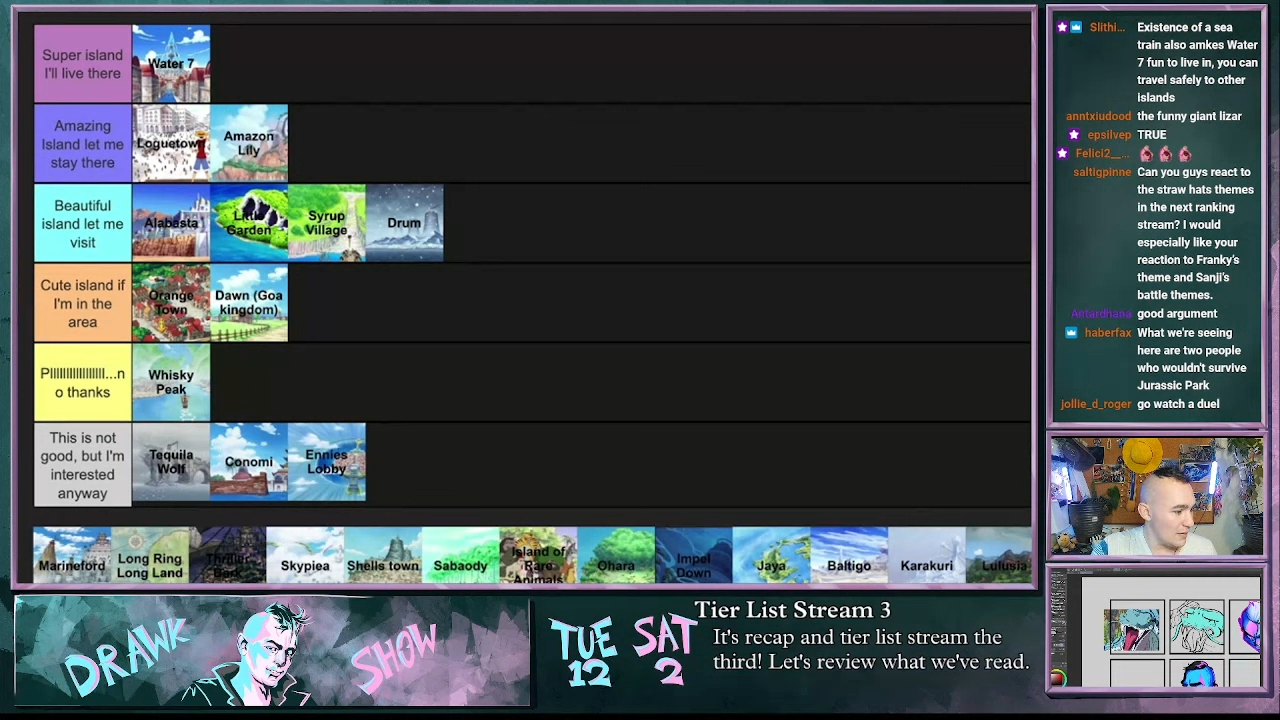 Super island
I'll live there
Water 7
Amazing
Island let me
stay there
Loguetown
Amazon
Lily
Beautiful
island let me
visit
Alabasta
Little
Garden
Syrup
Village
Drum
Cute island if
I'm in the
area
Orange
Town
Dawn (Goa
kingdom)
Plllllllllllllllll...n
o thanks
Whisky
Peak
This is not
good, but I'm
interested
anyway
Tequila
Wolf
Conomi
Ennies
Lobby
Marineford
Long Ring
Long Land
Thriller
Bark
Skypiea
Shells town
Sabaody
Island of
Rare
Animals
Ohara
Impel
Down
Jaya
Baltigo
Karakuri
Lulusia
Slithi... Existence of a sea
train also amkes Water
7 fun to live in, you can
travel safely to other
islands
anntxiudood the funny giant lizar
epsilvep TRUE
Felici2__...
saltigpinne Can you guys react to
the straw hats themes
in the next ranking
stream? I would
especially like your
reaction to Franky's
theme and Sanji's
battle themes.
Antardhana good argument
haberfax What we're seeing
here are two people
who wouldn't survive
Jurassic Park
jollle_d_roger go watch a duel
DRAWK SHOW
TUE SAT
12 2
Tier List Stream 3
It's recap and tier list stream the
third! Let's review what we've read.